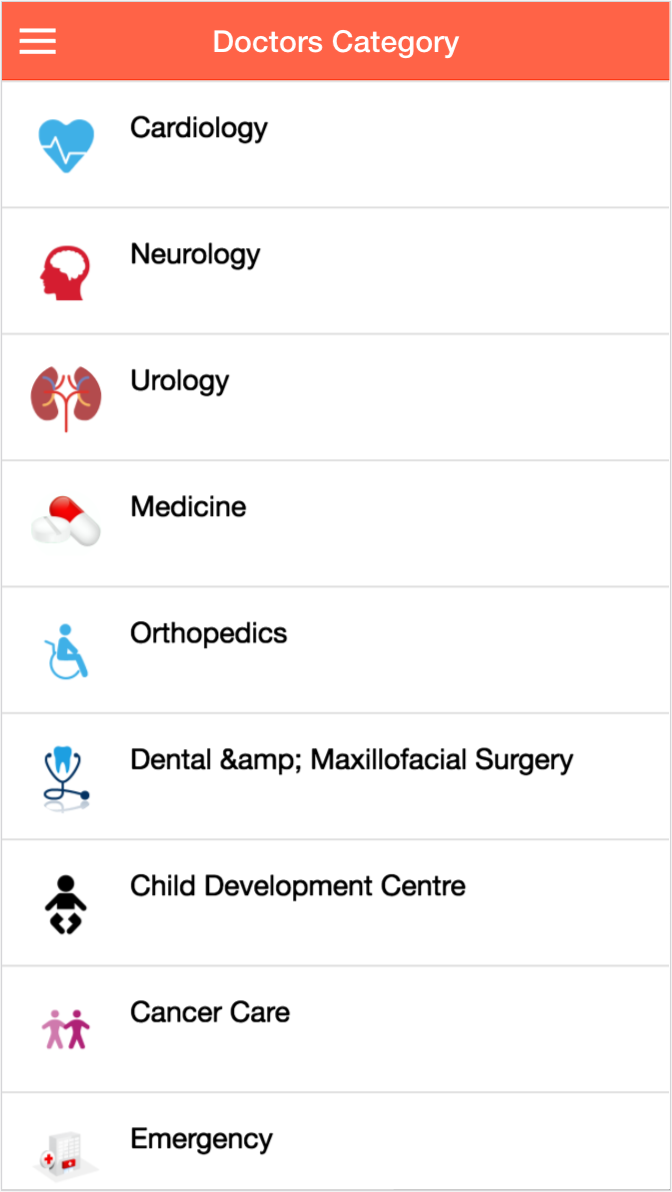 Doctors Category
Cardiology
Neurology
Urology
Medicine
Orthopedics
Dental &amp; Maxillofacial Surgery
Child Development Centre
Cancer Care
Emergency